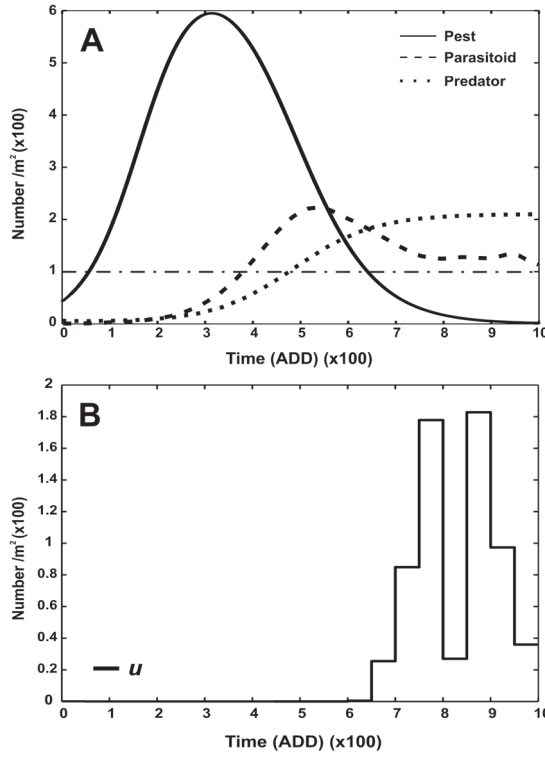 A
Pest
Parasitoid
Predator
Number /m² (x100)
6
5
4
3
2
1
0
0 1 2 3 4 5 6 7 8 9 10
Time (ADD) (x100)
B
Number/m² (x100)
2
1.8
1.6
1.4
1.2
1
0.8
0.6
0.4
0.2
0
u
0 1 2 3 4 5 6 7 8 9 10
Time (ADD) (x100)